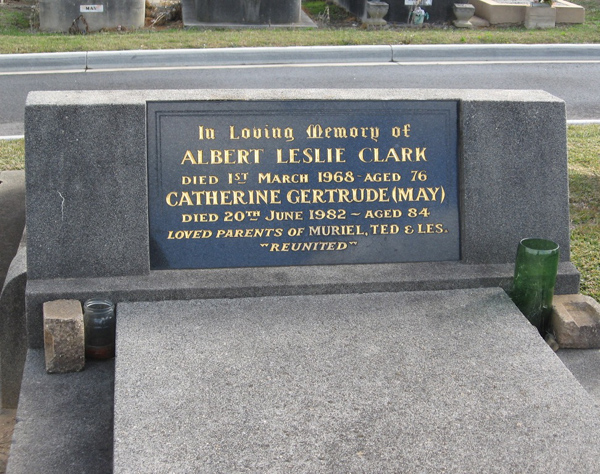 In Loving Memory of
ALBERT LESLIE CLARK
DIED 1ST MARCH 1968 - AGED 76
CATHERINE GERTRUDE (MAY)
DIED 20TH JUNE 1982 ~ AGED 84
LOVED PARENTS OF MURIEL, TED & LES.
"REUNITED"